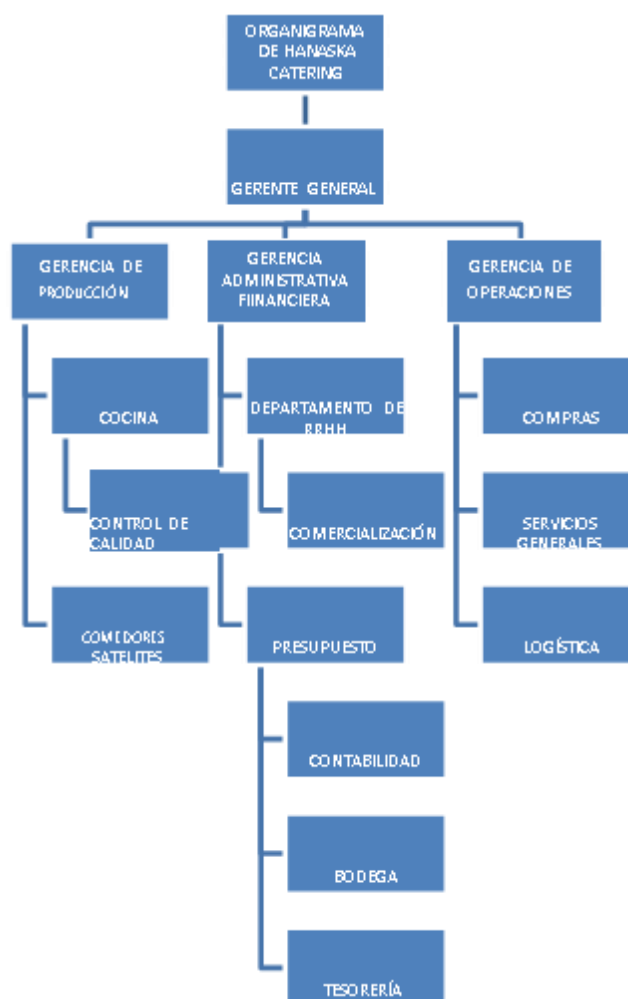 ORGANIGRAMA
DE HANASKA
CATERING
GERENTE GENERAL
GERENCIA DE
PRODUCCIÓN
GERENCIA
ADMINISTRATIVA
FIINANCIERA
GERENCIA DE
OPERACIONES
COCINA
CONTROL DE
CALIDAD
COMEDORES
SATELITES
DEPARTAMENTO DE
RRHH
COMERCIALIZACIÓN
PRESUPUESTO
CONTABILIDAD
BODEGA
TESORERÍA
COMPRAS
SERVICIOS
GENERALES
LOGÍSTICA